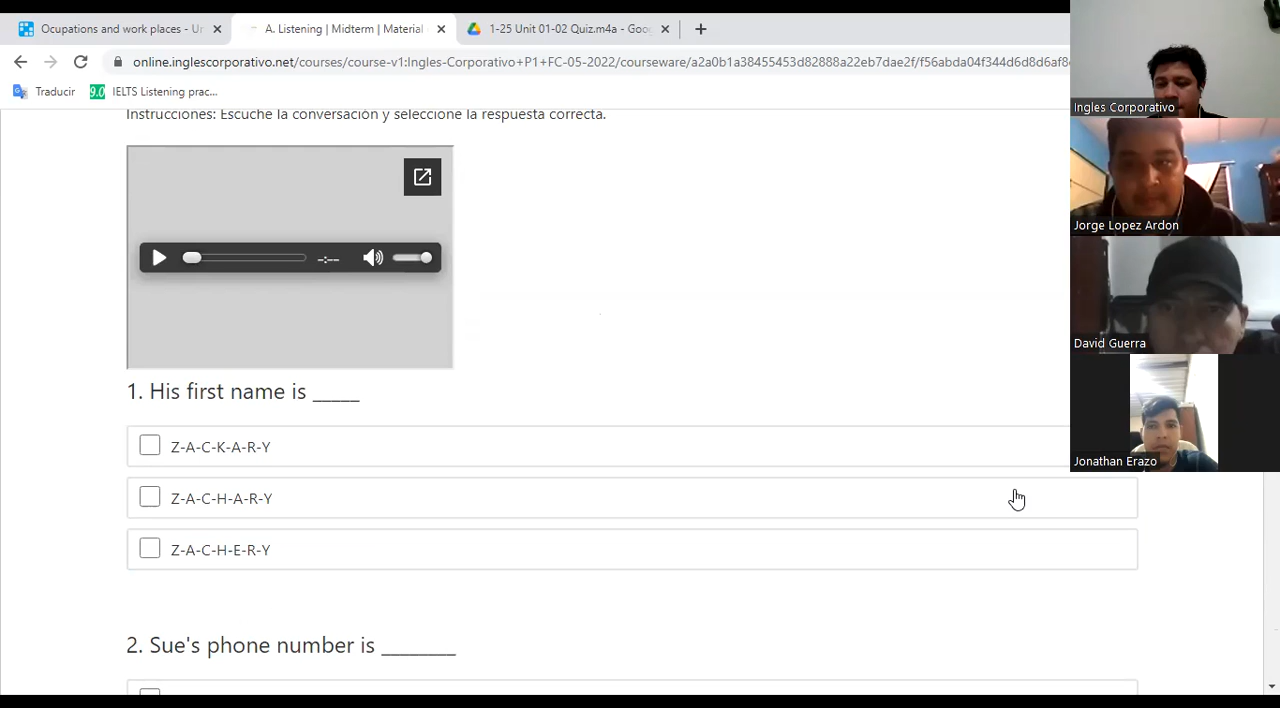 Ocupations and work places - Ur
A. Listening | Midterm | Material
1-25 Unit 01-02 Quiz.m4a - Goo
online.inglescorporativo.net/courses/course-v1:Ingles-Corporativo+P1+FC-05-2022/courseware/a2a0b1a38455453d82888a22eb7dae2f/f56abda04f344d6d8d6af8
Traducir
9.0 IELTS Listening prac...
Instrucciones: Escuche la conversación y seleccione la respuesta correcta.
-:--
1. His first name is _____
Z-A-C-K-A-R-Y
Z-A-C-H-A-R-Y
Z-A-C-H-E-R-Y
2. Sue's phone number is ________
Ingles Corporativo
Jorge Lopez Ardon
David Guerra
Jonathan Erazo